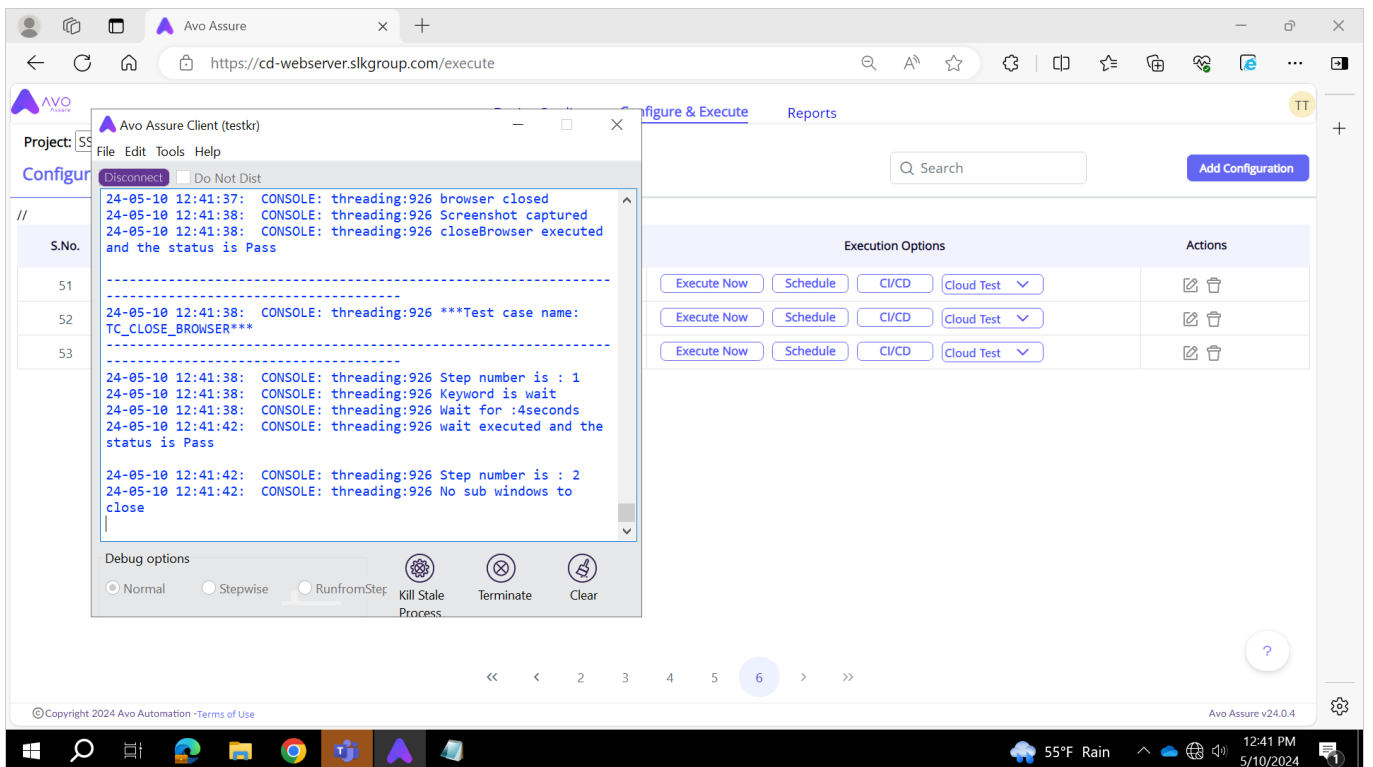 Avo Assure
https://cd-webserver.slkgroup.com/execute
AVO
Assure
nfigure & Execute
Reports
TT
Project: SS
Configur
Search
Add Configuration
//
S.No.
Execution Options
Actions
51
Execute Now
Schedule
CI/CD
Cloud Test
52
Execute Now
Schedule
CI/CD
Cloud Test
53
Execute Now
Schedule
CI/CD
Cloud Test
Avo Assure Client (testkr)
File Edit Tools Help
Disconnect
Do Not Dist
24-05-10 12:41:37: CONSOLE: threading:926 browser closed
24-05-10 12:41:38: CONSOLE: threading:926 Screenshot captured
24-05-10 12:41:38: CONSOLE: threading:926 closeBrowser executed
and the status is Pass
-----------------------------------------------------------------
--------------------------------------
24-05-10 12:41:38: CONSOLE: threading:926 ***Test case name:
TC_CLOSE_BROWSER***
-----------------------------------------------------------------
--------------------------------------
24-05-10 12:41:38: CONSOLE: threading:926 Step number is : 1
24-05-10 12:41:38: CONSOLE: threading:926 Keyword is wait
24-05-10 12:41:38: CONSOLE: threading:926 Wait for :4seconds
24-05-10 12:41:42: CONSOLE: threading:926 wait executed and the
status is Pass
24-05-10 12:41:42: CONSOLE: threading:926 Step number is : 2
24-05-10 12:41:42: CONSOLE: threading:926 No sub windows to
close
Debug options
Normal
Stepwise
RunfromStep
Kill Stale
Process
Terminate
Clear
?
<< < 2 3 4 5 6 > >>
©Copyright 2024 Avo Automation -Terms of Use
Avo Assure v24.0.4
55°F Rain
12:41 PM
5/10/2024
1